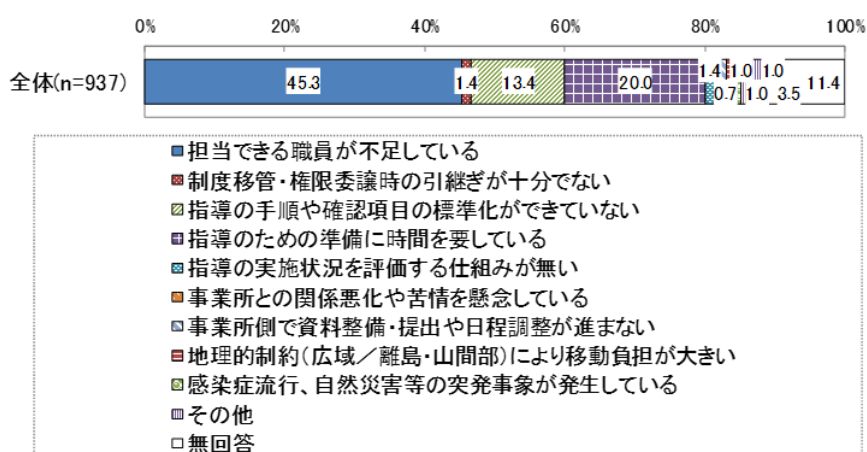 0% 20% 40% 60% 80% 100%
全体(n=937) 45.3 1.4 13.4 20.0 1.4 1.0 1.0 11.4
0.7 1.0 3.5
担当できる職員が不足している
制度移管・権限委譲時の引継ぎが十分でない
指導の手順や確認項目の標準化ができていない
指導のための準備に時間を要している
指導の実施状況を評価する仕組みが無い
事業所との関係悪化や苦情を懸念している
事業所側で資料整備・提出や日程調整が進まない
地理的制約(広域／離島・山間部)により移動負担が大きい
感染症流行、自然災害等の突発事象が発生している
その他
無回答